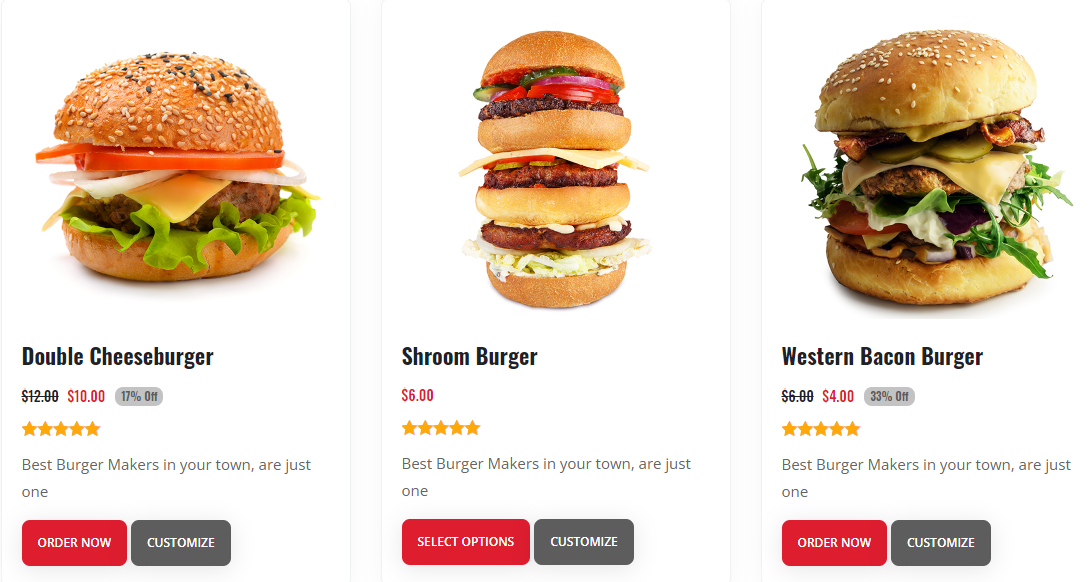 Double Cheeseburger
$12.00 $10.00 17% Off
Best Burger Makers in your town, are just
one
ORDER NOW CUSTOMIZE
Shroom Burger
$6.00
Best Burger Makers in your town, are just
one
SELECT OPTIONS CUSTOMIZE
Western Bacon Burger
$6.00 $4.00 33% Off
Best Burger Makers in your town, are just
one
ORDER NOW CUSTOMIZE